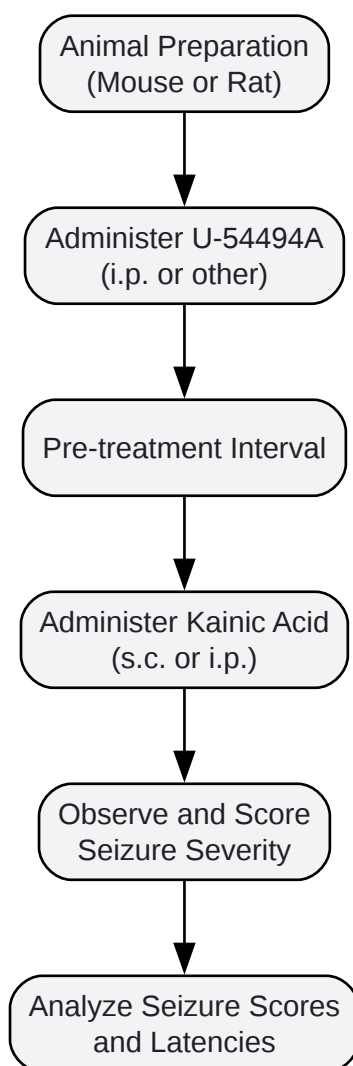 Animal Preparation
(Mouse or Rat)
Administer U-54494A
(i.p. or other)
Pre-treatment Interval
Administer Kainic Acid
(s.c. or i.p.)
Observe and Score
Seizure Severity
Analyze Seizure Scores
and Latencies